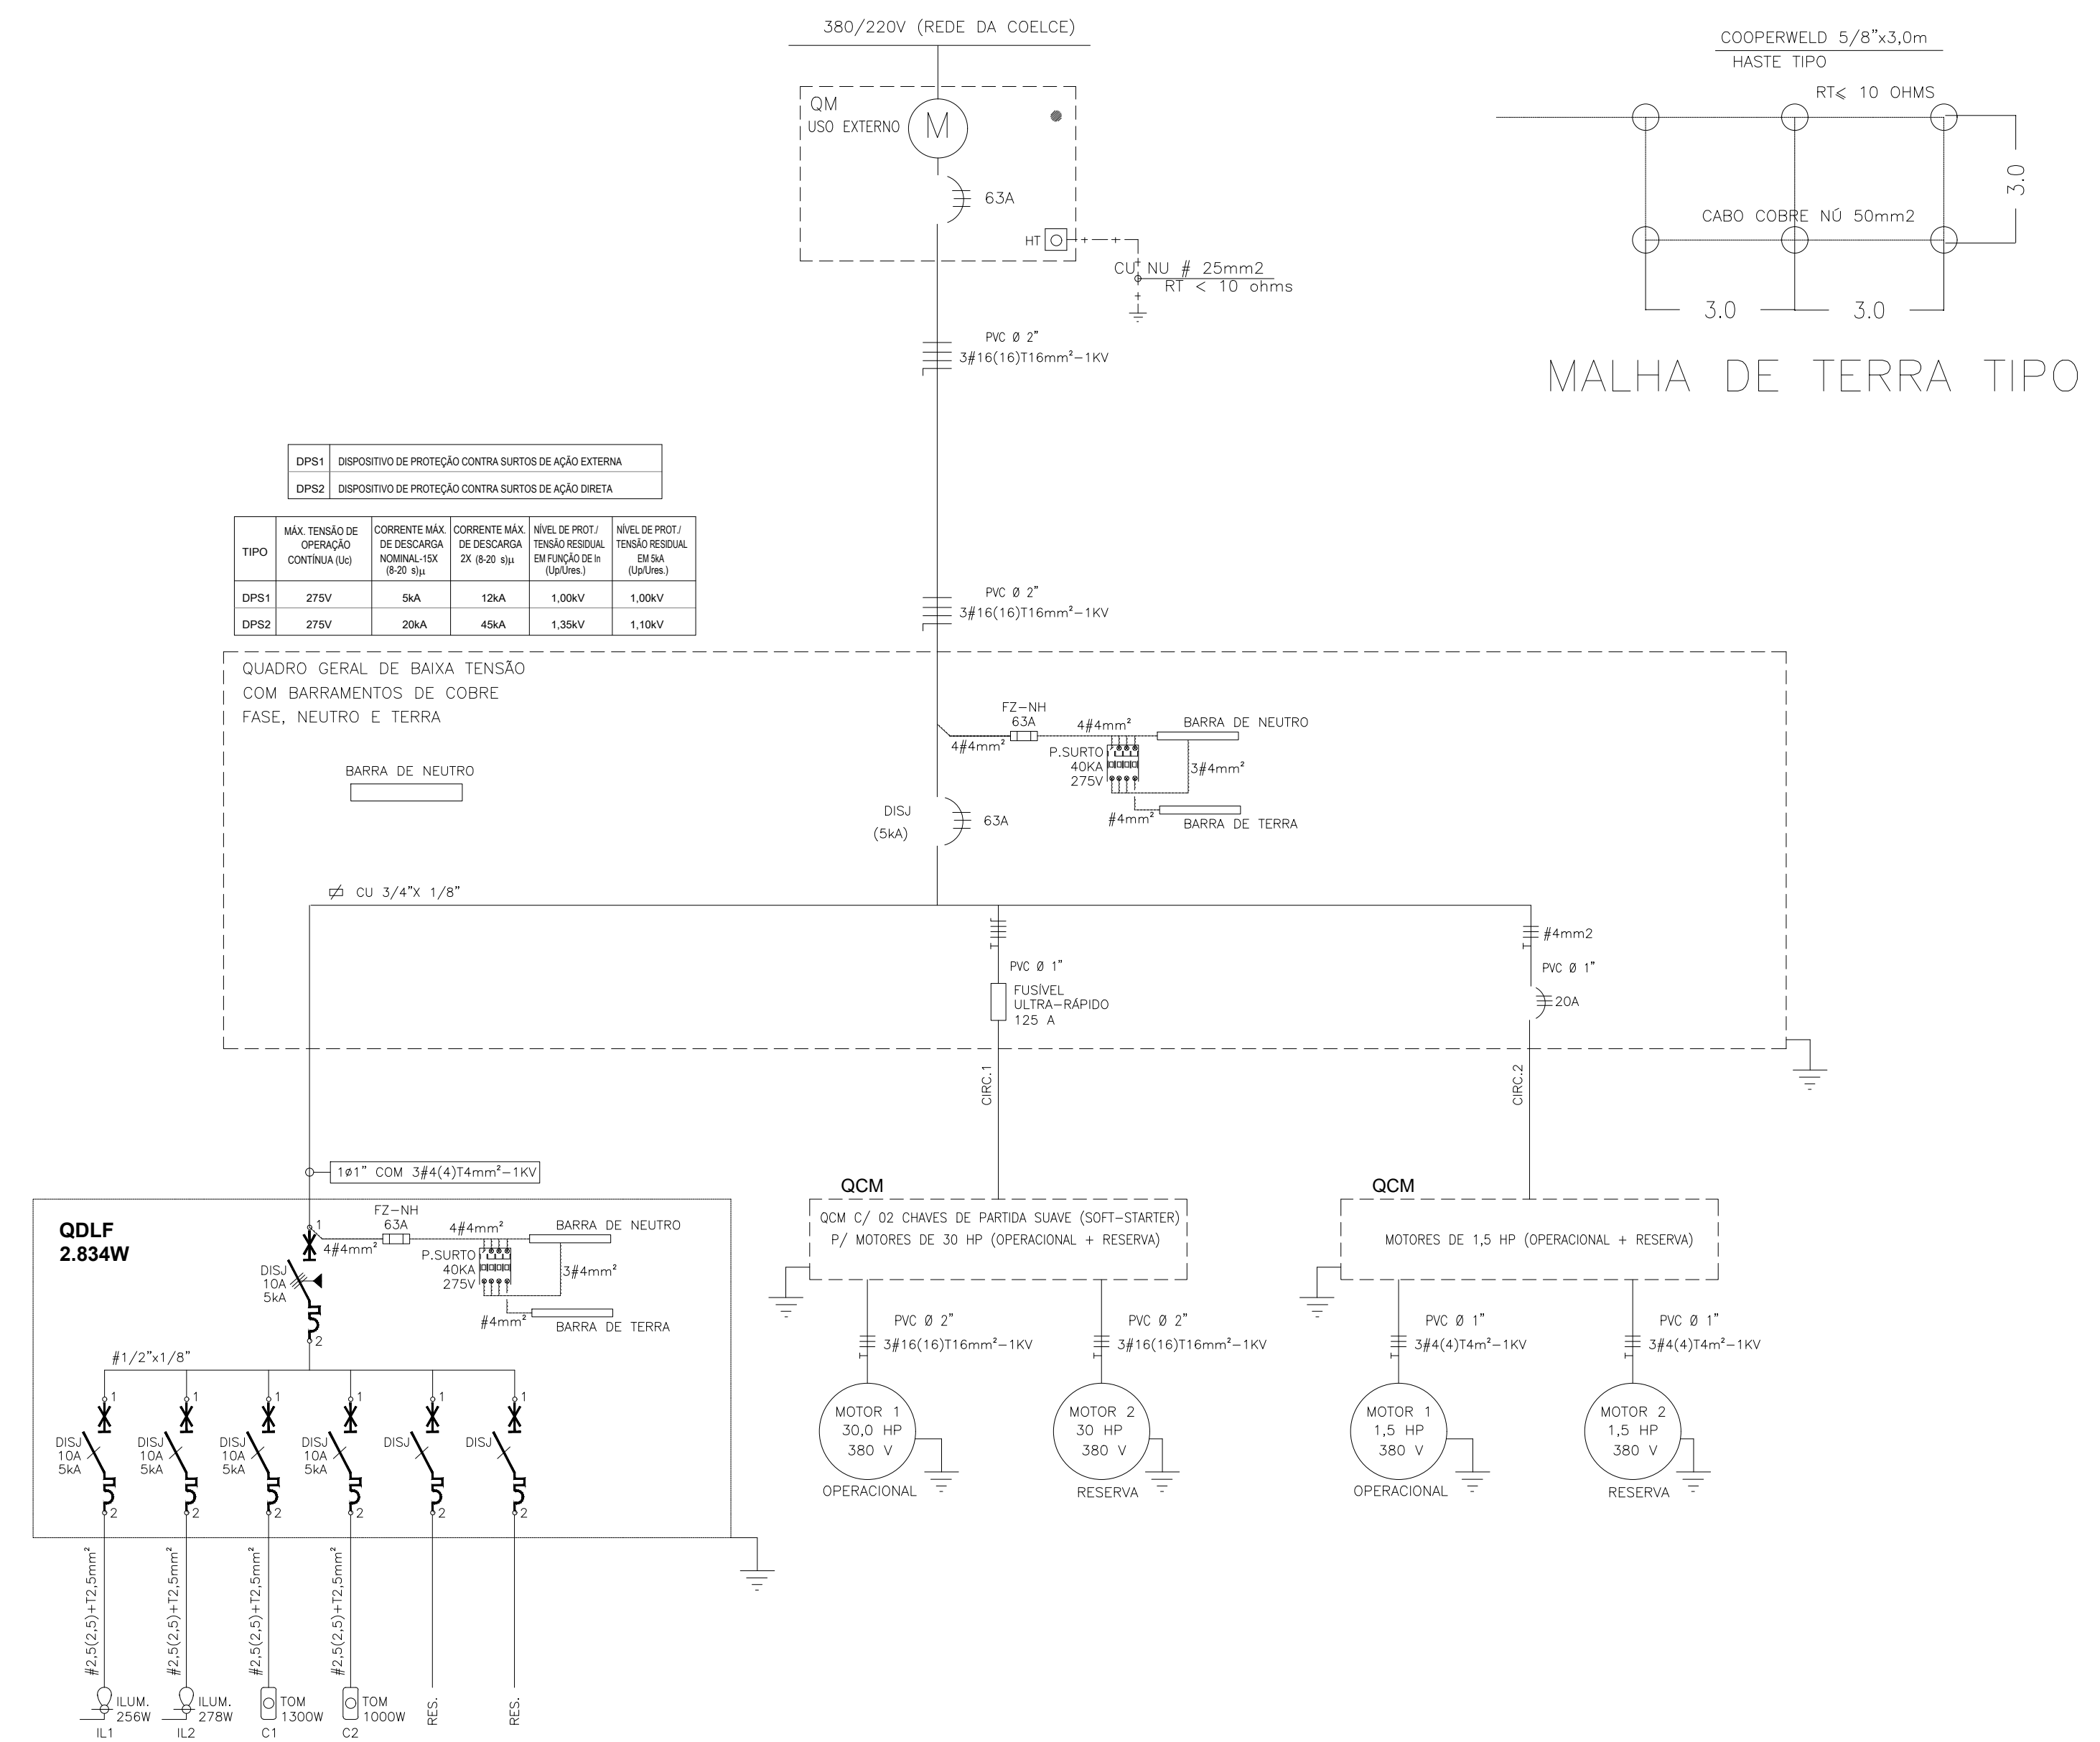 380/220V (REDE DA COELCE)
QM
USO EXTERNO
M
63A
HT
CU NU # 25mm2
RT < 10 ohms
COOPERWELD 5/8"x3,0m
HASTE TIPO
RT⩽ 10 OHMS
CABO COBRE NÚ 50mm2
3.0
3.0
3.0
MALHA DE TERRA TIPO
PVC Ø 2"
3#16(16)T16mm²-1KV
DPS1 DISPOSITIVO DE PROTEÇÃO CONTRA SURTOS DE AÇÃO EXTERNA
DPS2 DISPOSITIVO DE PROTEÇÃO CONTRA SURTOS DE AÇÃO DIRETA
TIPO
MÁX. TENSÃO DE
OPERAÇÃO
CONTÍNUA (Uc)
CORRENTE MÁX.
DE DESCARGA
NOMINAL-15X
(8-20 s)µ
CORRENTE MÁX.
DE DESCARGA
2X (8-20 s)µ
NÍVEL DE PROT./
TENSÃO RESIDUAL
EM FUNÇÃO DE In
(Up/Ures.)
NÍVEL DE PROT./
TENSÃO RESIDUAL
EM 5kA
(Up/Ures.)
DPS1 275V 5kA 12kA 1,00kV 1,00kV
DPS2 275V 20kA 45kA 1,35kV 1,10kV
PVC Ø 2"
3#16(16)T16mm²-1KV
QUADRO GERAL DE BAIXA TENSÃO
COM BARRAMENTOS DE COBRE
FASE, NEUTRO E TERRA
BARRA DE NEUTRO
FZ-NH
63A
4#4mm²
4#4mm²
BARRA DE NEUTRO
P.SURTO
40KA
275V
3#4mm²
#4mm²
BARRA DE TERRA
DISJ
(5kA)
63A
CU 3/4"X 1/8"
PVC Ø 1"
FUSÍVEL
ULTRA-RÁPIDO
125 A
#4mm2
PVC Ø 1"
20A
CIRC.1
CIRC.2
1ø1" COM 3#4(4)T4mm²-1KV
QDLF
2.834W
1
FZ-NH
63A
4#4mm²
4#4mm²
BARRA DE NEUTRO
P.SURTO
40KA
275V
3#4mm²
#4mm²
BARRA DE TERRA
DISJ
10A
5kA
2
#1/2"x1/8"
1
1
1
1
1
1
DISJ
10A
5kA
DISJ
10A
5kA
DISJ
10A
5kA
DISJ
10A
5kA
DISJ
DISJ
2
2
2
2
2
2
#2,5(2,5)+T2,5mm²
#2,5(2,5)+T2,5mm²
#2,5(2,5)+T2,5mm²
#2,5(2,5)+T2,5mm²
ILUM.
256W
IL1
ILUM.
278W
IL2
TOM
1300W
C1
TOM
1000W
C2
RES.
RES.
QCM
QCM C/ 02 CHAVES DE PARTIDA SUAVE (SOFT-STARTER)
P/ MOTORES DE 30 HP (OPERACIONAL + RESERVA)
PVC Ø 2"
3#16(16)T16mm²-1KV
PVC Ø 2"
3#16(16)T16mm²-1KV
MOTOR 1
30,0 HP
380 V
OPERACIONAL
MOTOR 2
30 HP
380 V
RESERVA
QCM
MOTORES DE 1,5 HP (OPERACIONAL + RESERVA)
PVC Ø 1"
3#4(4)T4m²-1KV
PVC Ø 1"
3#4(4)T4m²-1KV
MOTOR 1
1,5 HP
380 V
OPERACIONAL
MOTOR 2
1,5 HP
380 V
RESERVA